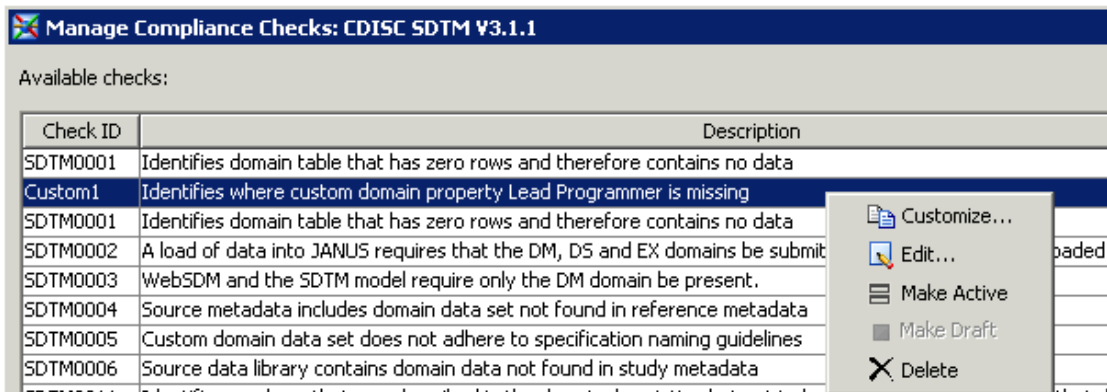 Manage Compliance Checks: CDISC SDTM V3.1.1
Available checks:
Check ID Description
SDTM0001 Identifies domain table that has zero rows and therefore contains no data
Custom1 Identifies where custom domain property Lead Programmer is missing
SDTM0001 Identifies domain table that has zero rows and therefore contains no data
SDTM0002 A load of data into JANUS requires that the DM, DS and EX domains be submit
SDTM0003 WebSDM and the SDTM model require only the DM domain be present.
SDTM0004 Source metadata includes domain data set not found in reference metadata
SDTM0005 Custom domain data set does not adhere to specification naming guidelines
SDTM0006 Source data library contains domain data not found in study metadata
Customize...
Edit...
Make Active
Make Draft
Delete